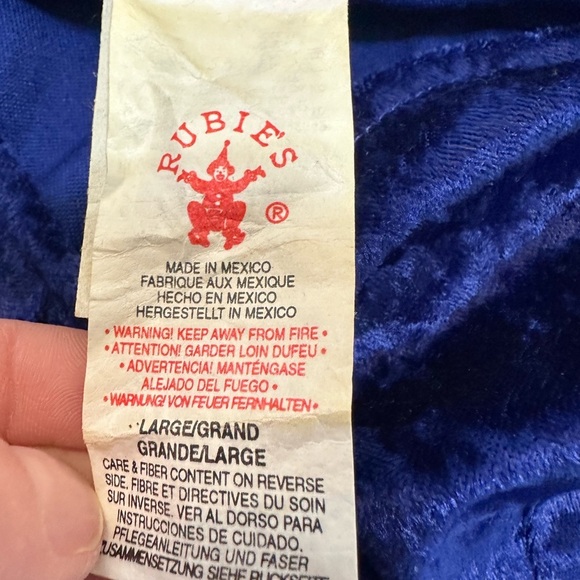 RUBIE'S
®
MADE IN MEXICO
FABRIQUE AUX MEXIQUE
HECHO EN MEXICO
HERGESTELLT IN MEXICO
• WARNING! KEEP AWAY FROM FIRE •
• ATTENTION! GARDER LOIN DUFEU •
• ADVERTENCIA! MANTÉNGASE
ALEJADO DEL FUEGO •
• WARNUNG! VON FEUER FERNHALTEN •
LARGE/GRAND
GRANDE/LARGE
CARE & FIBER CONTENT ON REVERSE
SIDE. FIBRE ET DIRECTIVES DU SOIN
SUR INVERSE. VER AL DORSO PARA
INSTRUCCIONES DE CUIDADO.
PFLEGEANLEITUNG UND FASER
ZUSAMMENSETZUNG SIEHE RUCKSEITE